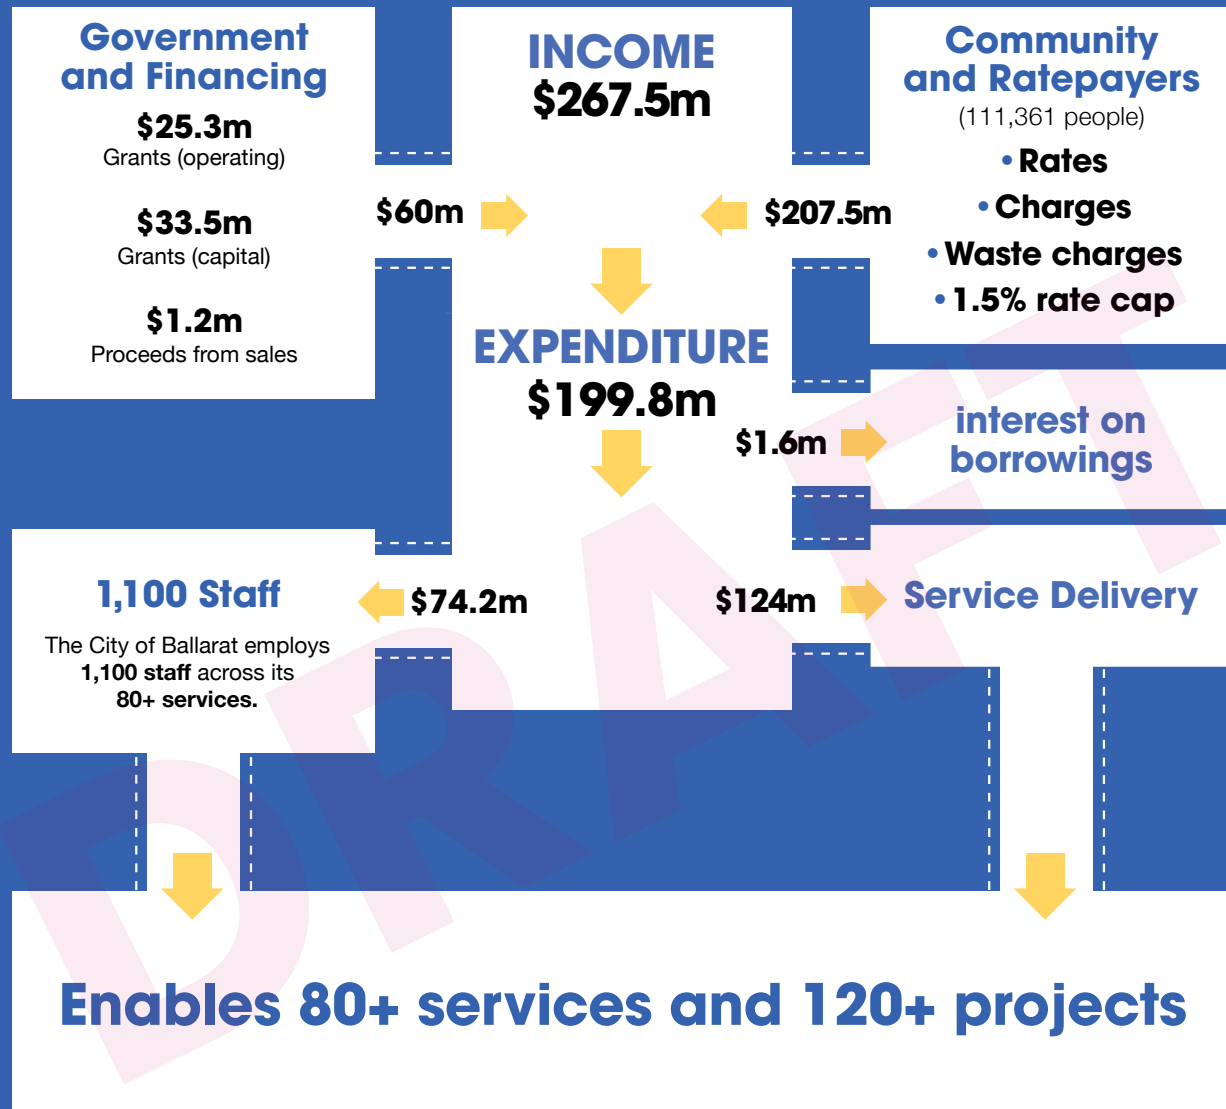 Government
and Financing
$25.3m
Grants (operating)
$33.5m
Grants (capital)
$1.2m
Proceeds from sales
$60m
INCOME
$267.5m
$207.5m
Community
and Ratepayers
(111,361 people)
• Rates
• Charges
• Waste charges
• 1.5% rate cap
EXPENDITURE
$199.8m
$1.6m
interest on
borrowings
1,100 Staff
The City of Ballarat employs
1,100 staff across its
80+ services.
$74.2m
$124m
Service Delivery
Enables 80+ services and 120+ projects
DRAFT